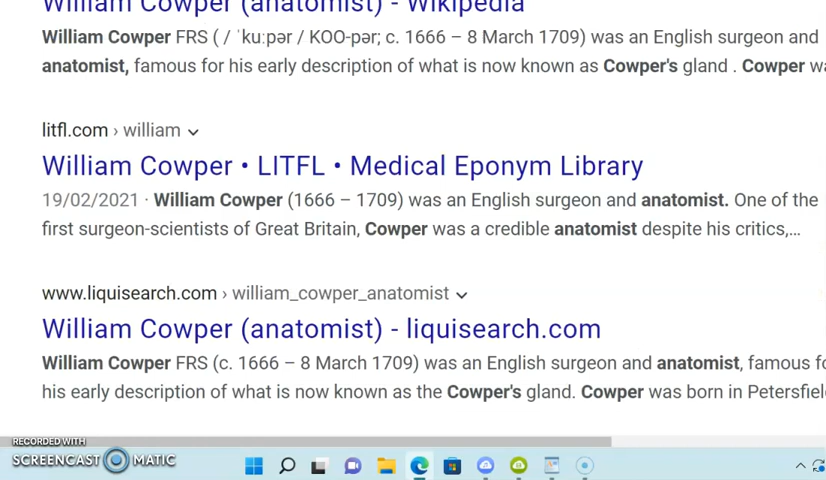 William Cowper (anatomist) - Wikipedia
William Cowper FRS ( / ˈkuːpər / KOO-pər; c. 1666 – 8 March 1709) was an English surgeon and
anatomist, famous for his early description of what is now known as Cowper's gland . Cowper wa
litfl.com › william
William Cowper • LITFL • Medical Eponym Library
19/02/2021 · William Cowper (1666 – 1709) was an English surgeon and anatomist. One of the
first surgeon-scientists of Great Britain, Cowper was a credible anatomist despite his critics,...
www.liquisearch.com › william_cowper_anatomist
William Cowper (anatomist) - liquisearch.com
William Cowper FRS (c. 1666 – 8 March 1709) was an English surgeon and anatomist, famous fo
his early description of what is now known as the Cowper's gland. Cowper was born in Petersfiel
RECORDED WITH
SCREENCAST MATIC